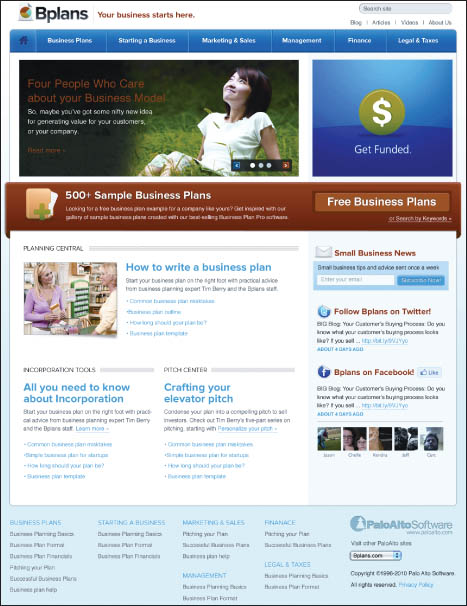 Bplans
Your business starts here.
Search site
Blog | Articles | Videos | About Us
Business Plans
Starting a Business
Marketing & Sales
Management
Finance
Legal & Taxes
Four People Who Care
about your Business Model
So, maybe you've got some nifty new idea
for generating value for your customers,
or your company.
Read more »
$
Get Funded.
500+ Sample Business Plans
Looking for a free business plan example for a company like yours? Get inspired with our
gallery of sample business plans created with our best-selling Business Plan Pro software.
Free Business Plans
or Search by Keywords »
PLANNING CENTRAL
How to write a business plan
Start your business plan on the right foot with practical advice
from business planning expert Tim Berry and the Bplans staff.
• Common business plan misktakes
•Business plan outline
• How long should your plan be?
• Business plan template
INCORPORATION TOOLS
All you need to know
about Incorporation
Start your business plan on the right foot with practi-
cal advice from business planning expert Tim Berry
and the Bplans staff. Learn more »
• Common business plan misktakes
•Simple business plan for startups
• How long should your plan be?
• Business plan template
PITCH CENTER
Crafting your
elevator pitch
Condense your plan into a compelling pitch to sell
investors. Check out Tim Berry's five-part series on
pitching, starting with Personalize your pitch »
• Common business plan misktakes
•Simple business plan for startups
• How long should your plan be?
• Business plan template
Small Business News
Small business tips and advice sent once a week
Enter your email
Subscribe Now!
Follow Bplans on Twitter!
BIG Blog: Your Customer's Buying Process: Do you
know what your customer's buying process looks
like? If you sell ...
ABOUT 4 DAYS AGO
Bplans on Facebook!
Like
BIG Blog: Your Customer's Buying Process: Do you
know what your customer's buying process looks
like? If you sell ...
ABOUT 4 DAYS AGO
Jason
Chelle
Kendra
Jeff
Curt
BUSINESS PLANS
Business Planning Basics
Business Plan Format
Business Plan Financials
Pitching your Plan
Successful Business Plans
Business plan help
STARTING A BUSINESS
Business Planning Basics
Business Plan Format
Business Plan Financials
MARKETING & SALES
Pitching your Plan
Successful Business Plans
Business plan help
MANAGEMENT
Business Planning Basics
Business Plan Format
FINANACE
Pitching your Plan
Successful Business Plans
LEGAL & TAXES
Business Planning Basics
Business Plan Format
PaloAltoSoftware
www.paloalto.com
Visit other PaloAlto sites
Bplans.com
Copyright ©1996-2010 Palo Alto Software
All rights reserved. Privacy Policy